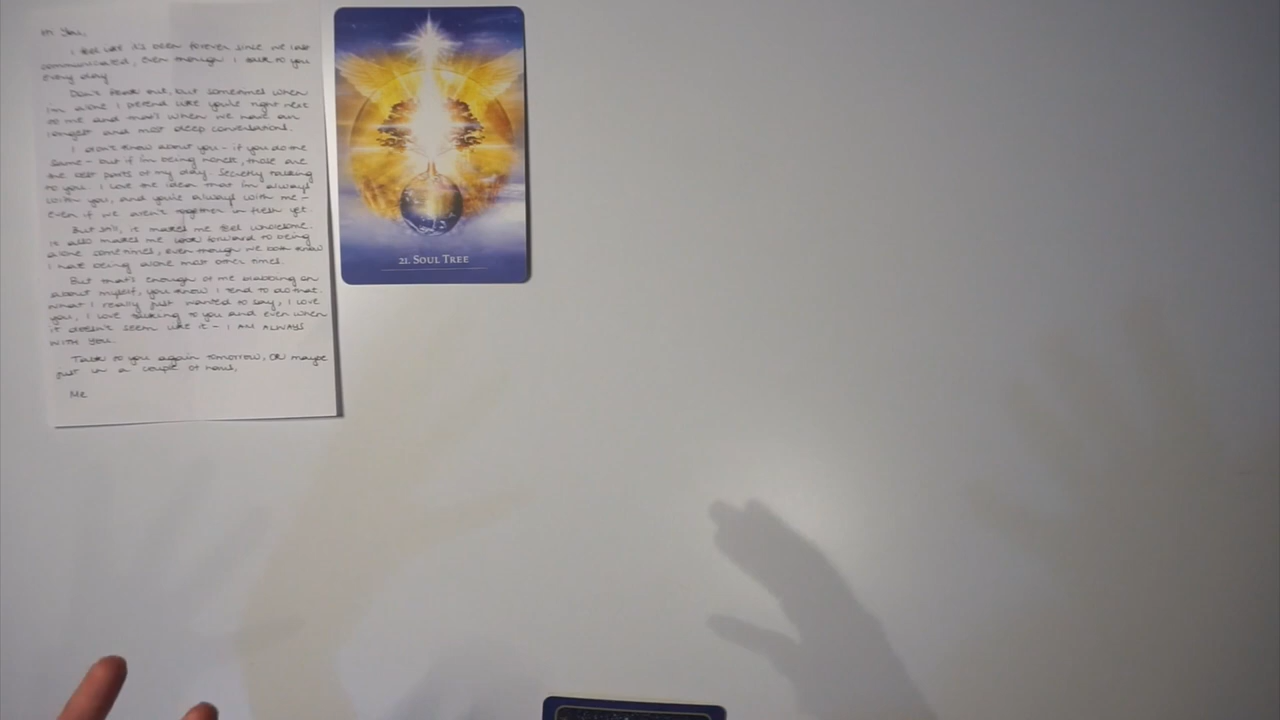 Hi You,
I feel like it's been forever since we last
communicated, even though I talk to you
every day
Don't freak out, but sometimes when
I'm alone I pretend like you're right next
to me and that's when we have our
longest and most deep conversations.
I don't know about you - if you do the
same - but if I'm being honest, those are
the best parts of my day. Secretly talking
to you. I love the idea that I'm always
with you, and you're always with me -
even if we aren't together in flesh yet.
But still, it makes me feel wholesome.
It also makes me look forward to being
alone sometimes, even though we both know
I hate being alone most other times.
But that's enough of me blabbing on
about myself, you know I tend to do that.
What I really just wanted to say, I love
you, I love talking to you and even when
it doesn't seem like it - I AM ALWAYS
WITH YOU.
Talk to you again tomorrow, OR maybe
just in a couple of hours,
Me
21. SOUL TREE